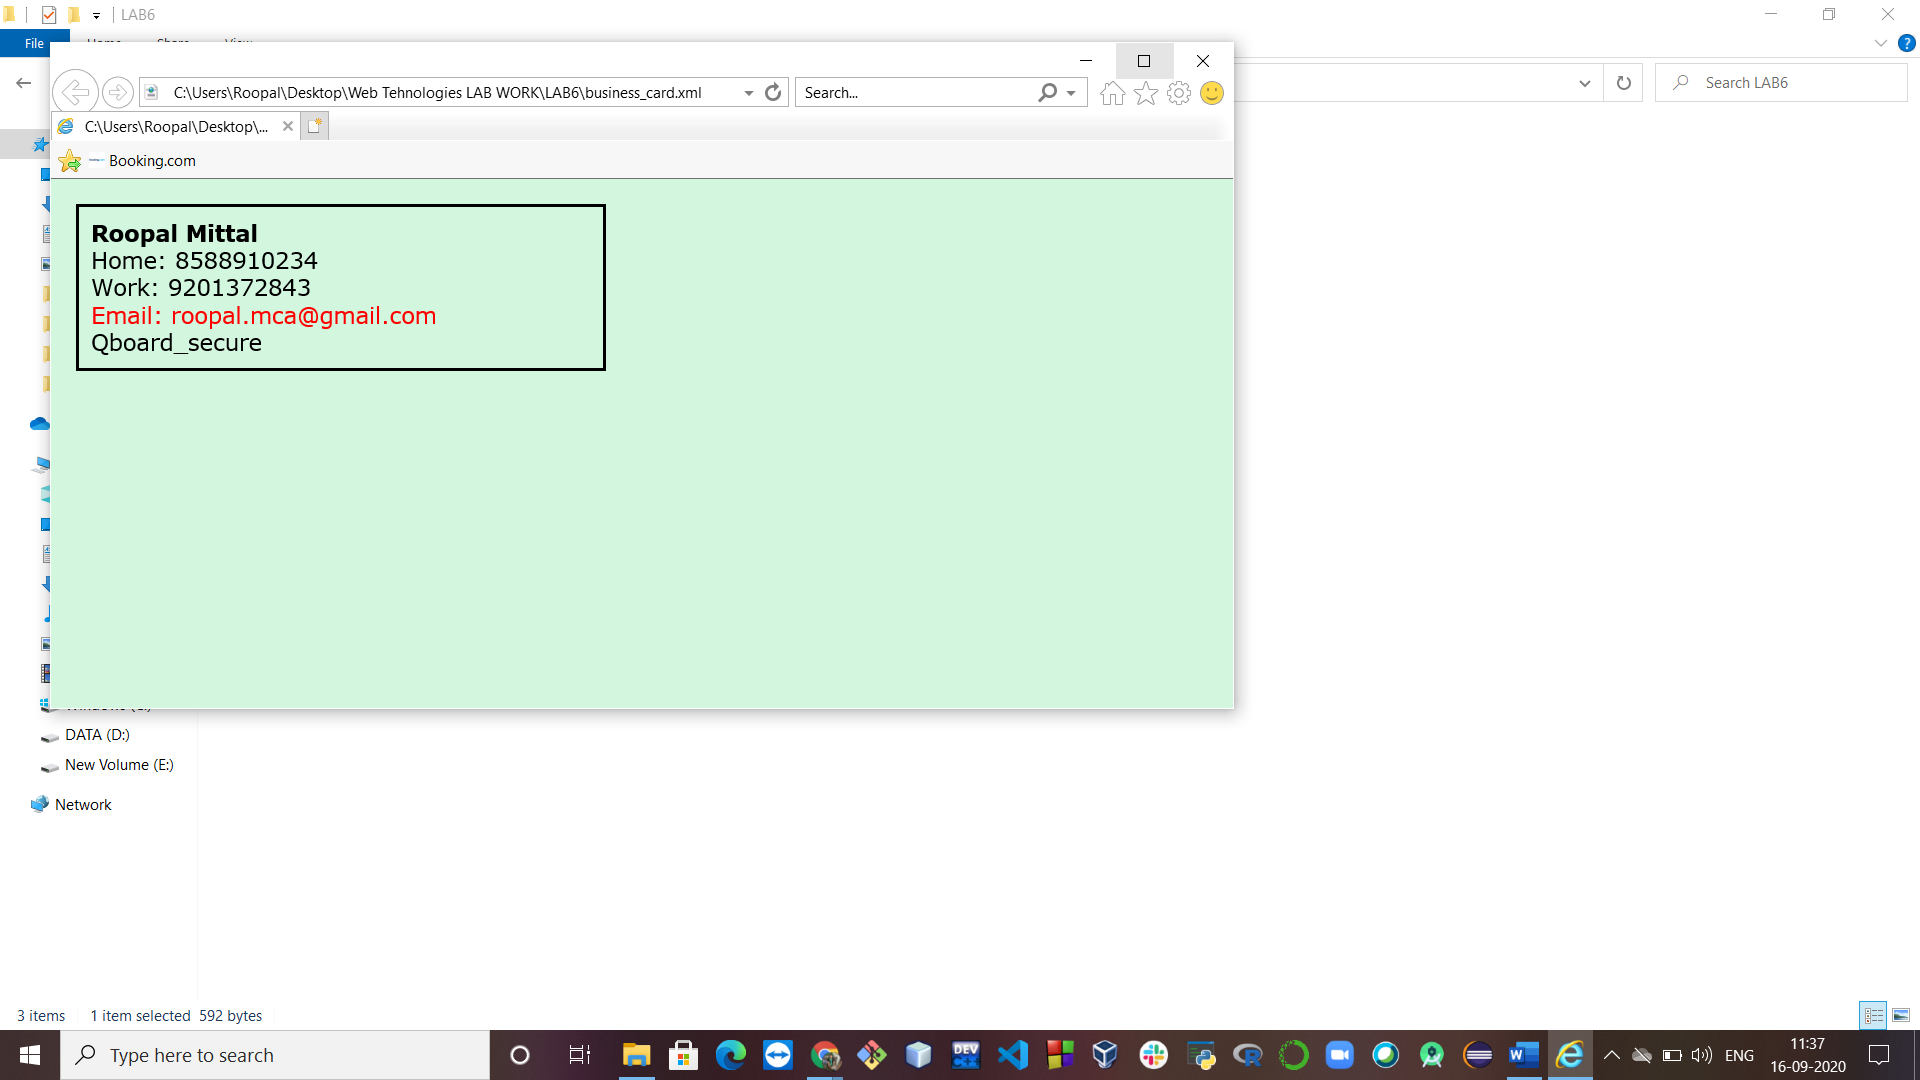 LAB6
File
C:\Users\Roopal\Desktop\Web Tehnologies LAB WORK\LAB6\business_card.xml
Search...
Search LAB6
C:\Users\Roopal\Desktop\...
Booking.com
Roopal Mittal
Home: 8588910234
Work: 9201372843
Email: roopal.mca@gmail.com
Qboard_secure
DATA (D:)
New Volume (E:)
Network
3 items 1 item selected 592 bytes
Type here to search
DEV
ENG
11:37
16-09-2020